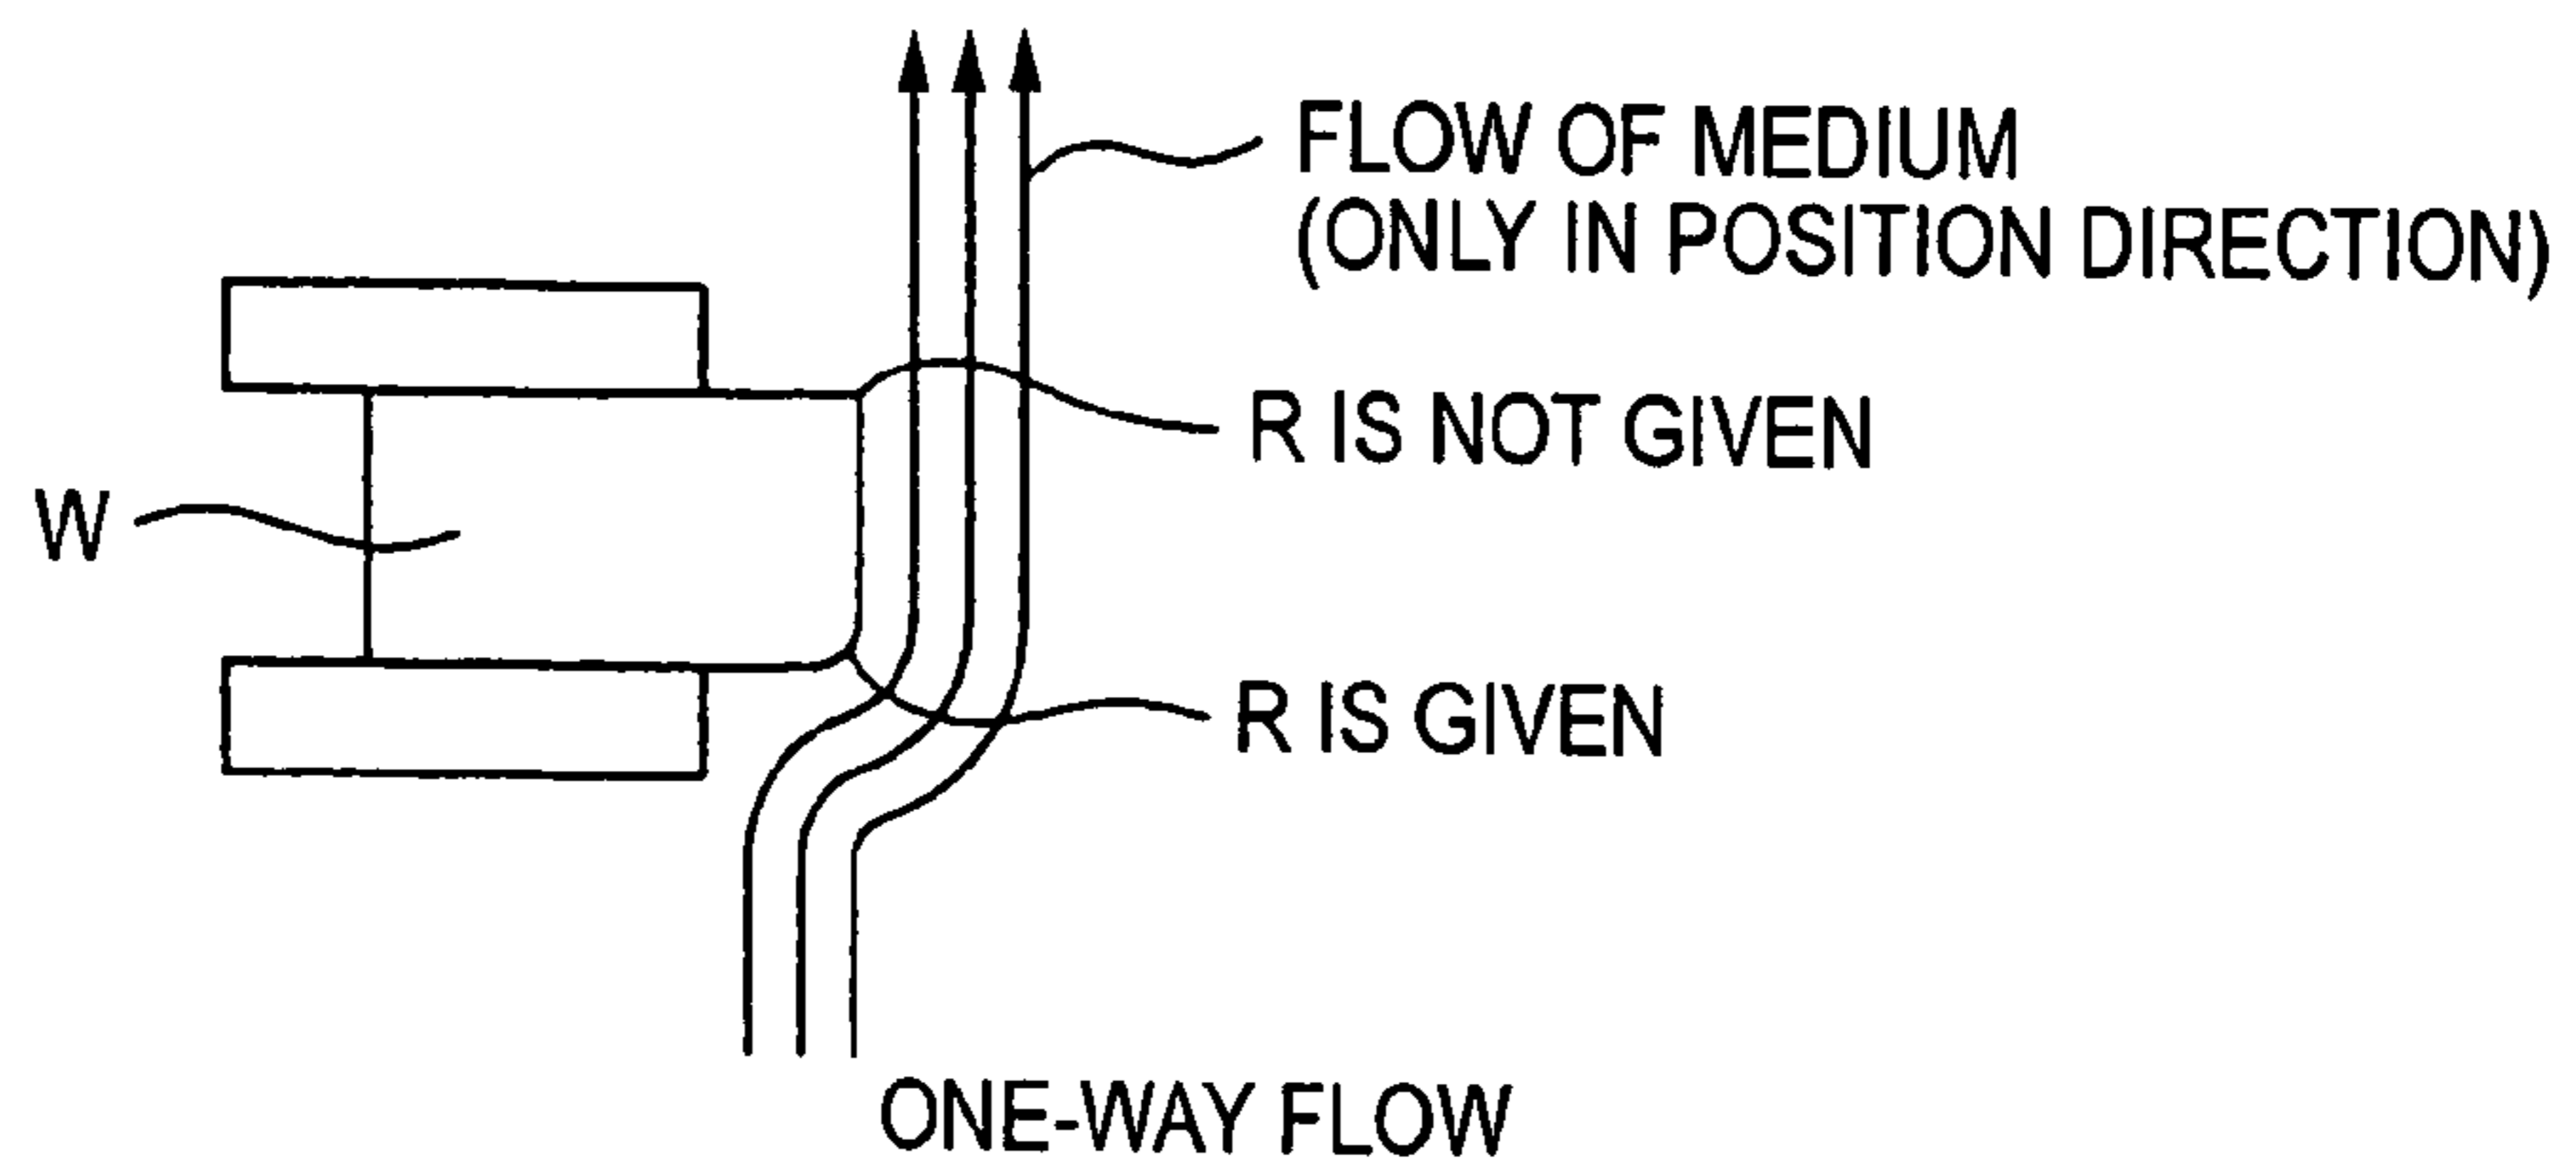 FLOW OF MEDIUM
(ONLY IN POSITION DIRECTION)
R IS NOT GIVEN
W
R IS GIVEN
ONE-WAY FLOW